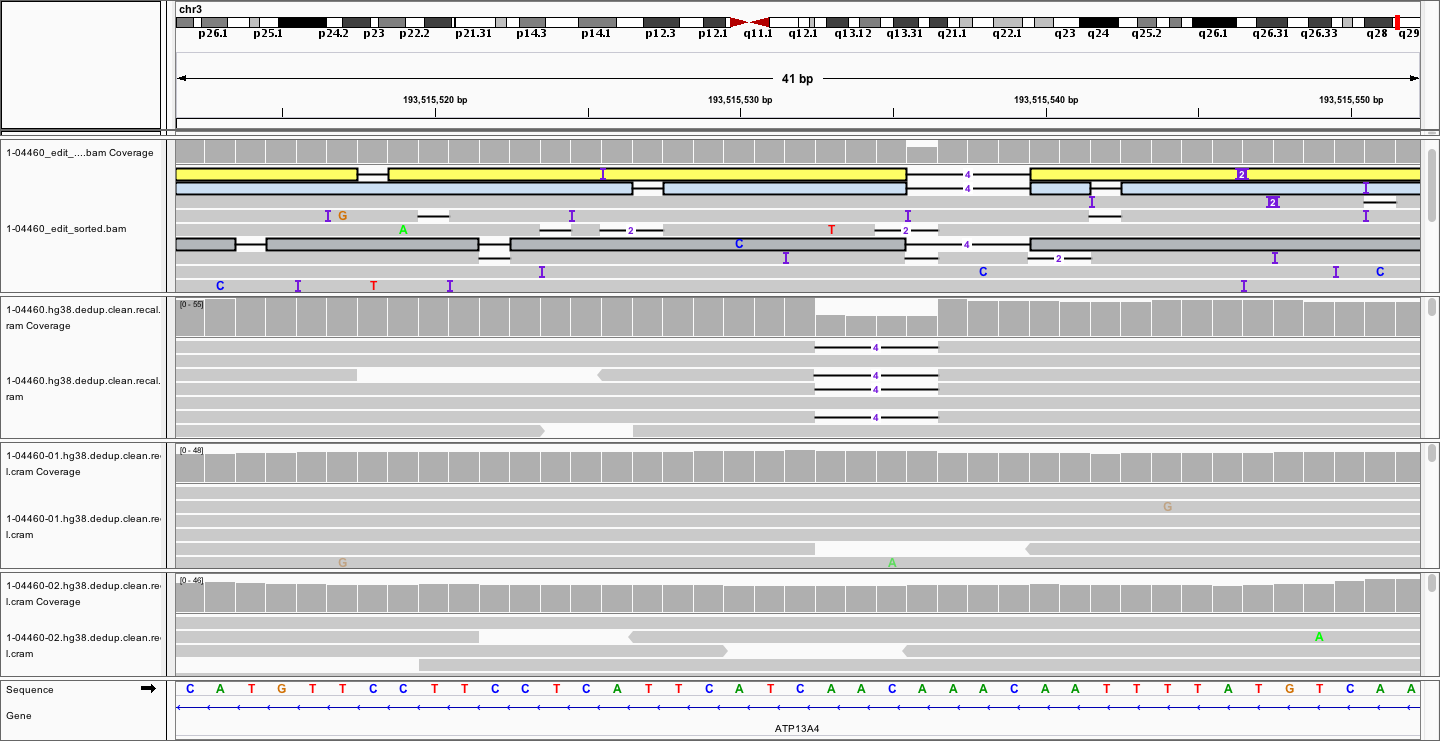 chr3
p26.1 p25.1 p24.2 p23 p22.2 p21.31 p14.3 p14.1 p12.3 p12.1 q11.1 q12.1 q13.12 q13.31 q21.1 q22.1 q23 q24 q25.2 q26.1 q26.31 q26.33 q28 q29
41 bp
193,515,520 bp 193,515,530 bp 193,515,540 bp 193,515,550 bp
1-04460_edit_....bam Coverage
I 4 2
4 I
I 2
I G I I I
1-04460_edit_sorted.bam A 2 T 2
C 4
I 2 I
I C I C
C I T I I
1-04460.hg38.dedup.clean.recal. [0 - 55]
ram Coverage
4
1-04460.hg38.dedup.clean.recal. 4
ram 4
4
1-04460-01.hg38.dedup.clean.re [0 - 48]
l.cram Coverage
G
1-04460-01.hg38.dedup.clean.re
l.cram
G A
1-04460-02.hg38.dedup.clean.re [0 - 46]
l.cram Coverage
1-04460-02.hg38.dedup.clean.re A
l.cram
Sequence C A T G T T C C T T C C T C A T T C A T C A A C A A A C A A T T T T A T G T C A A
Gene
ATP13A4